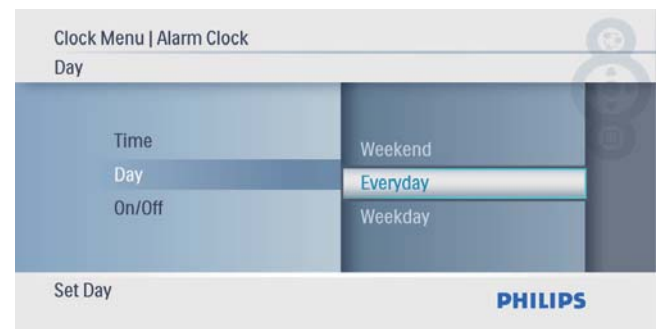 Clock Menu | Alarm Clock
Day
Time
Day
On/Off
Weekend
Everyday
Weekday
Set Day
PHILIPS